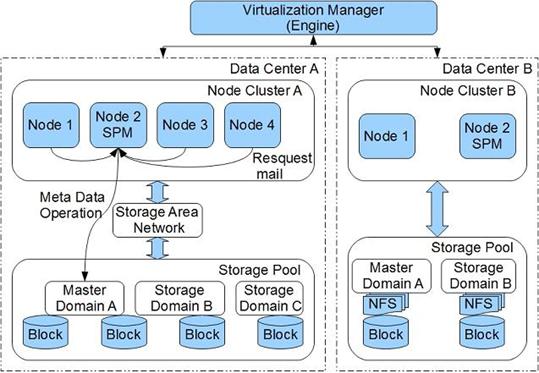 Virtualization Manager
(Engine)
Data Center A
Node Cluster A
Node 1
Node 2
SPM
Node 3
Node 4
Resquest
mail
Meta Data
Operation
Storage Area
Network
Storage Pool
Master
Domain A
Storage
Domain B
Storage
Domain C
Block
Block
Block
Block
Data Center B
Node Cluster B
Node 1
Node 2
SPM
Storage Pool
Master
Domain A
Storage
Domain B
NFS
NFS
Block
Block